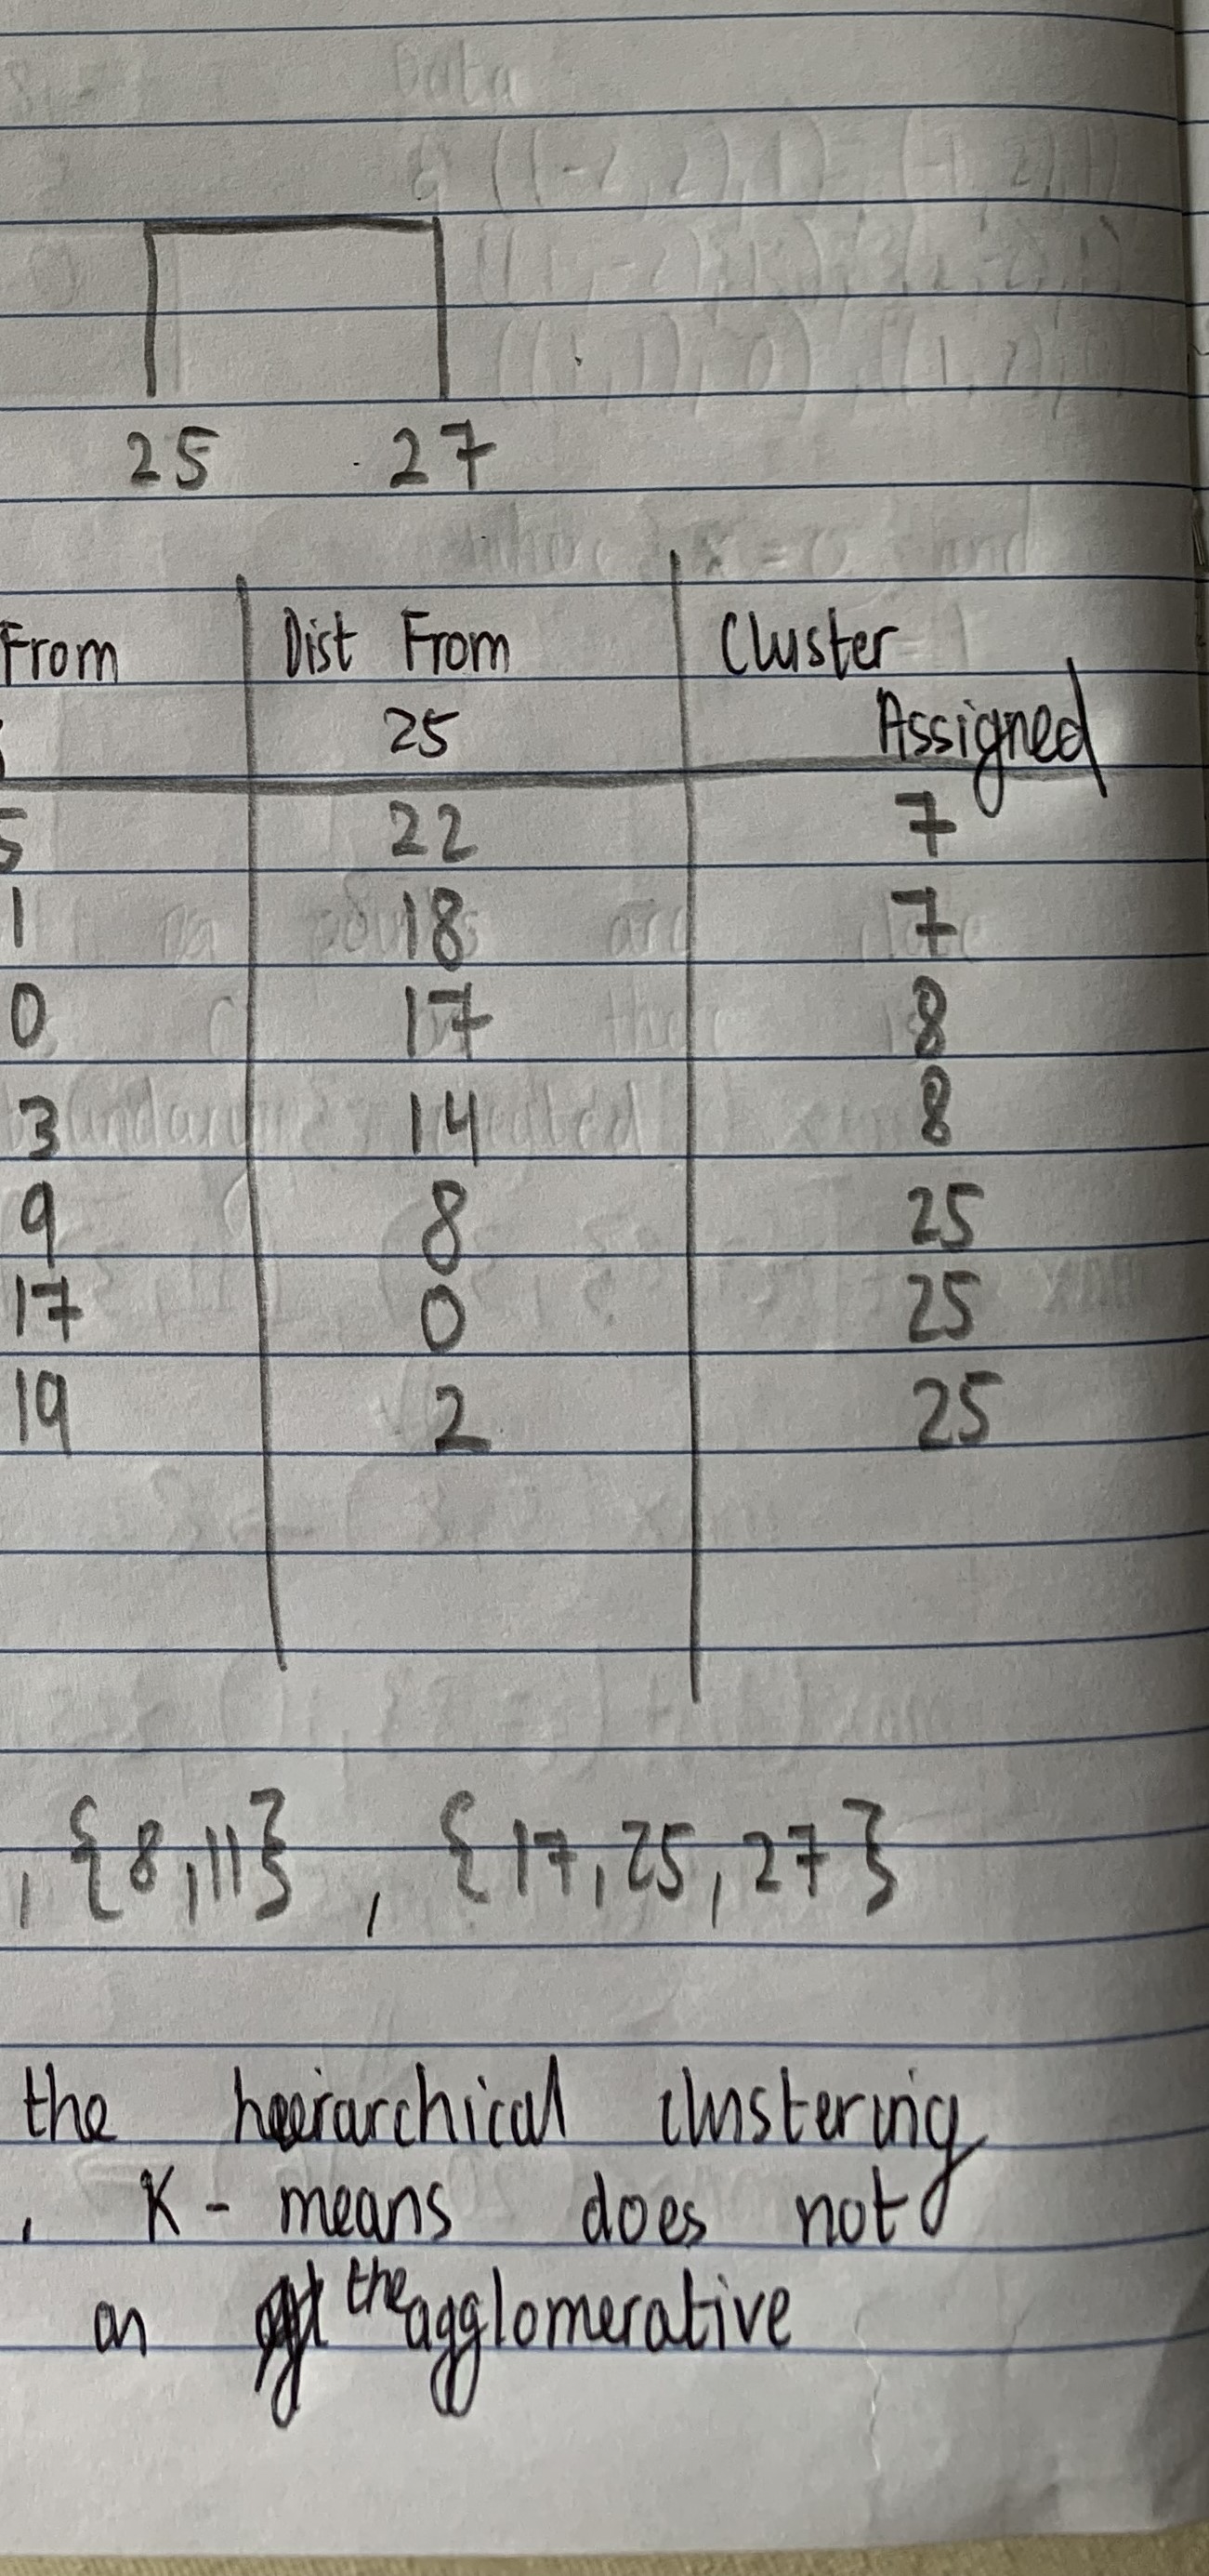 25 27
From Dist From Cluster
25 Assigned
5 22 7
1 18 7
0 17 8
3 14 8
9 8 25
17 0 25
19 2 25
, {8,11} , {17,25,27}
the heirarchical clustering
. K - means does not
on the agglomerative